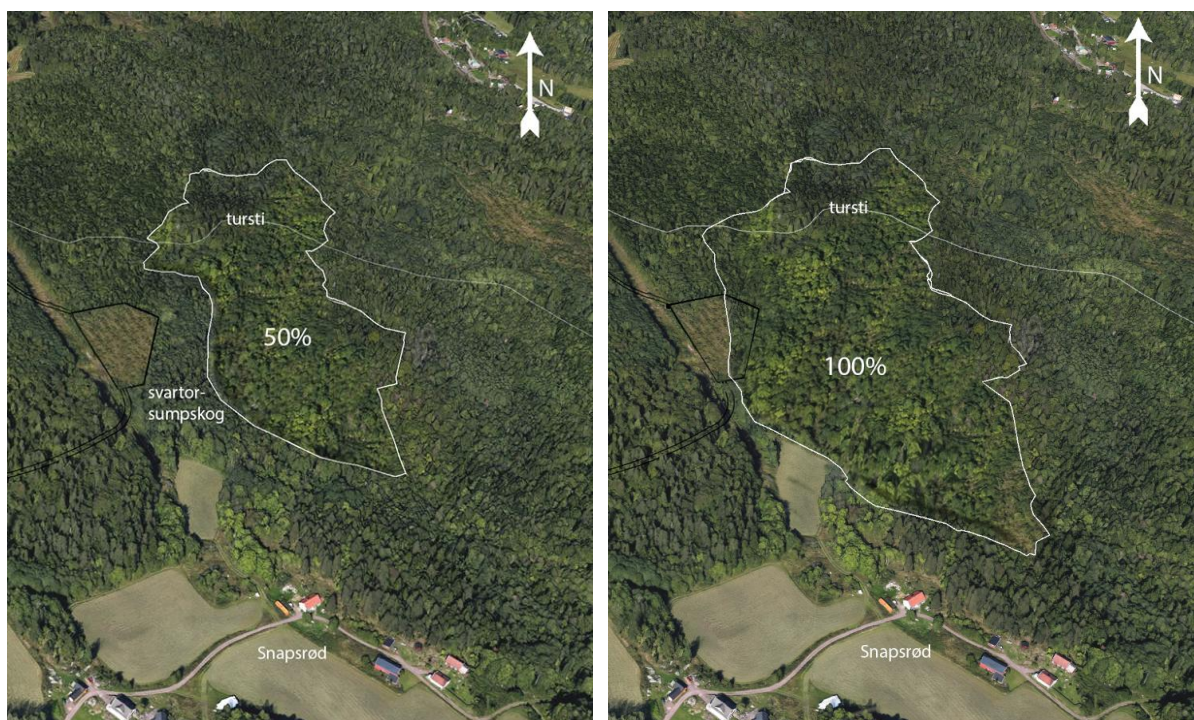 N
tursti
50%
svartor-
sumpskog
Snapsrød
N
tursti
100%
Snapsrød